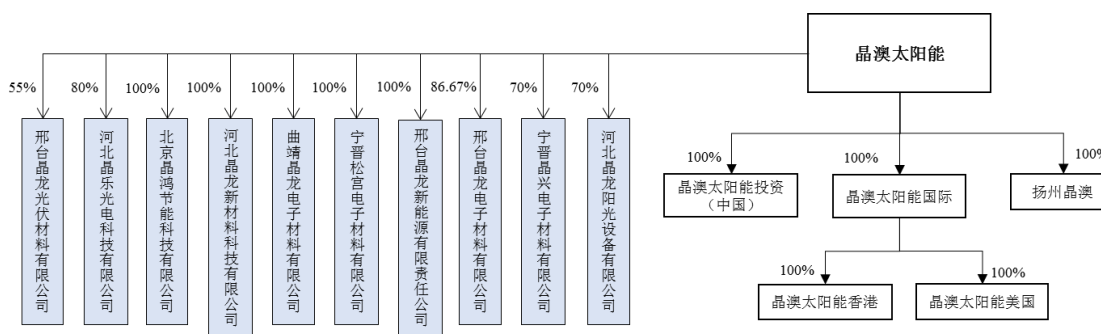 晶澳太阳能
55%
80%
100%
100%
100%
100%
100%
86.67%
70%
70%
邢台晶龙光伏材料有限公司
河北晶乐光电科技有限公司
北京晶鸿节能科技有限公司
河北晶龙新材料科技有限公司
曲靖晶龙电子材料有限公司
宁晋松宫电子材料有限公司
邢台晶龙新能源有限责任公司
邢台晶龙电子材料有限公司
宁晋晶兴电子材料有限公司
河北晶龙阳光设备有限公司
100%
100%
100%
晶澳太阳能投资
（中国）
晶澳太阳能国际
扬州晶澳
100%
100%
晶澳太阳能香港
晶澳太阳能美国